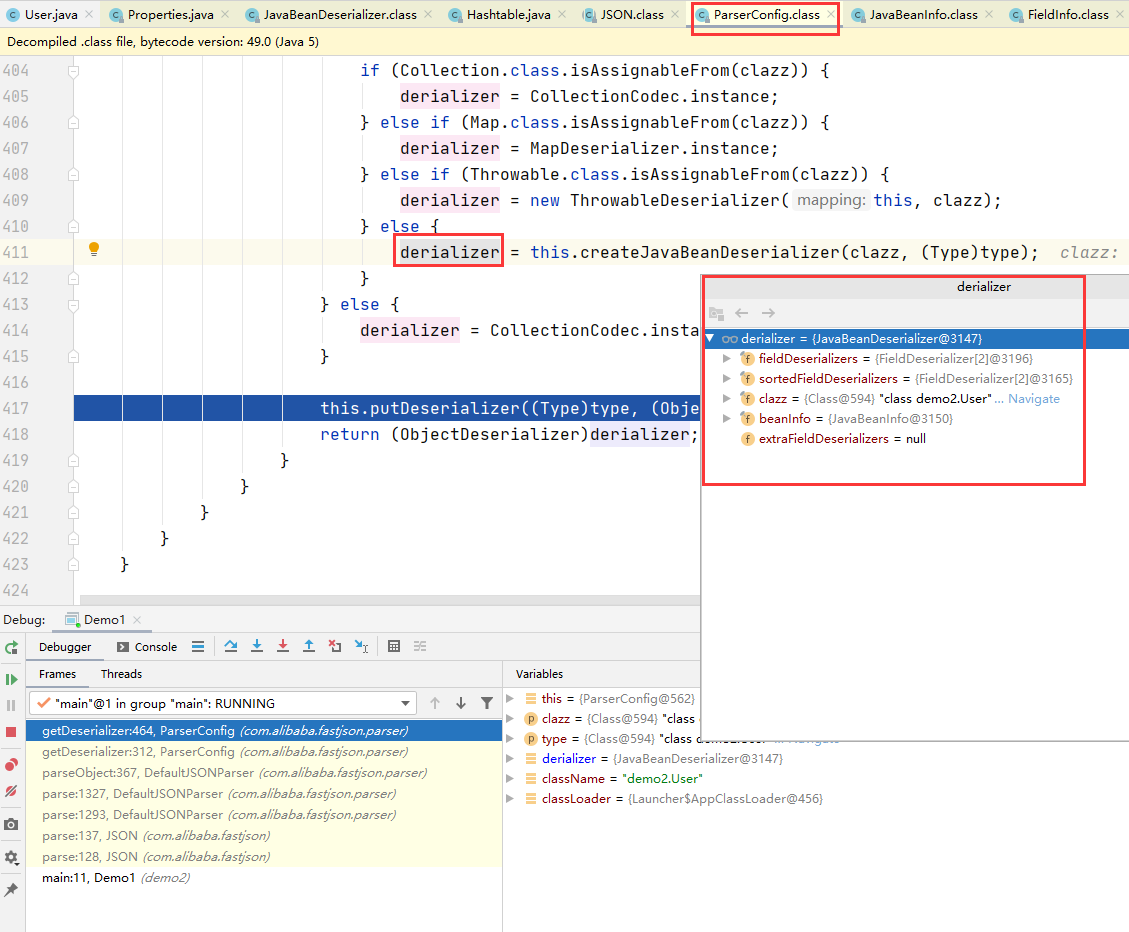 User.java Properties.java JavaBeanDeserializer.class Hashtable.java JSON.class ParserConfig.class JavaBeanInfo.class FieldInfo.class
Decompiled .class file, bytecode version: 49.0 (Java 5)
404 if (Collection.class.isAssignableFrom(clazz)) {
405 derializer = CollectionCodec.instance;
406 } else if (Map.class.isAssignableFrom(clazz)) {
407 derializer = MapDeserializer.instance;
408 } else if (Throwable.class.isAssignableFrom(clazz)) {
409 derializer = new ThrowableDeserializer( mapping: this, clazz);
410 } else {
411 derializer = this.createJavaBeanDeserializer(clazz, (Type)type); clazz:
412 }
413 } else {
414 derializer = CollectionCodec.insta
415 }
416
417 this.putDeserializer((Type)type, (Obje
418 return (ObjectDeserializer)derializer;
419 }
420 }
421 }
422 }
423 }
424
derializer
derializer = {JavaBeanDeserializer@3147}
fieldDeserializers = {FieldDeserializer[2]@3196}
sortedFieldDeserializers = {FieldDeserializer[2]@3165}
clazz = {Class@594} "class demo2.User"... Navigate
beanInfo = {JavaBeanInfo@3150}
extraFieldDeserializers = null
Debug: Demo1
Debugger Console
Frames Threads
"main"@1 in group "main": RUNNING
getDeserializer:464, ParserConfig (com.alibaba.fastjson.parser)
getDeserializer:312, ParserConfig (com.alibaba.fastjson.parser)
parseObject:367, DefaultJSONParser (com.alibaba.fastjson.parser)
parse:1327, DefaultJSONParser (com.alibaba.fastjson.parser)
parse:1293, DefaultJSONParser (com.alibaba.fastjson.parser)
parse:137, JSON (com.alibaba.fastjson)
parse:128, JSON (com.alibaba.fastjson)
main:11, Demo1 (demo2)
Variables
this = {ParserConfig@562}
clazz = {Class@594} "class
type = {Class@594} "class
derializer = {JavaBeanDeserializer@3147}
className = "demo2.User"
classLoader = {Launcher$AppClassLoader@456}